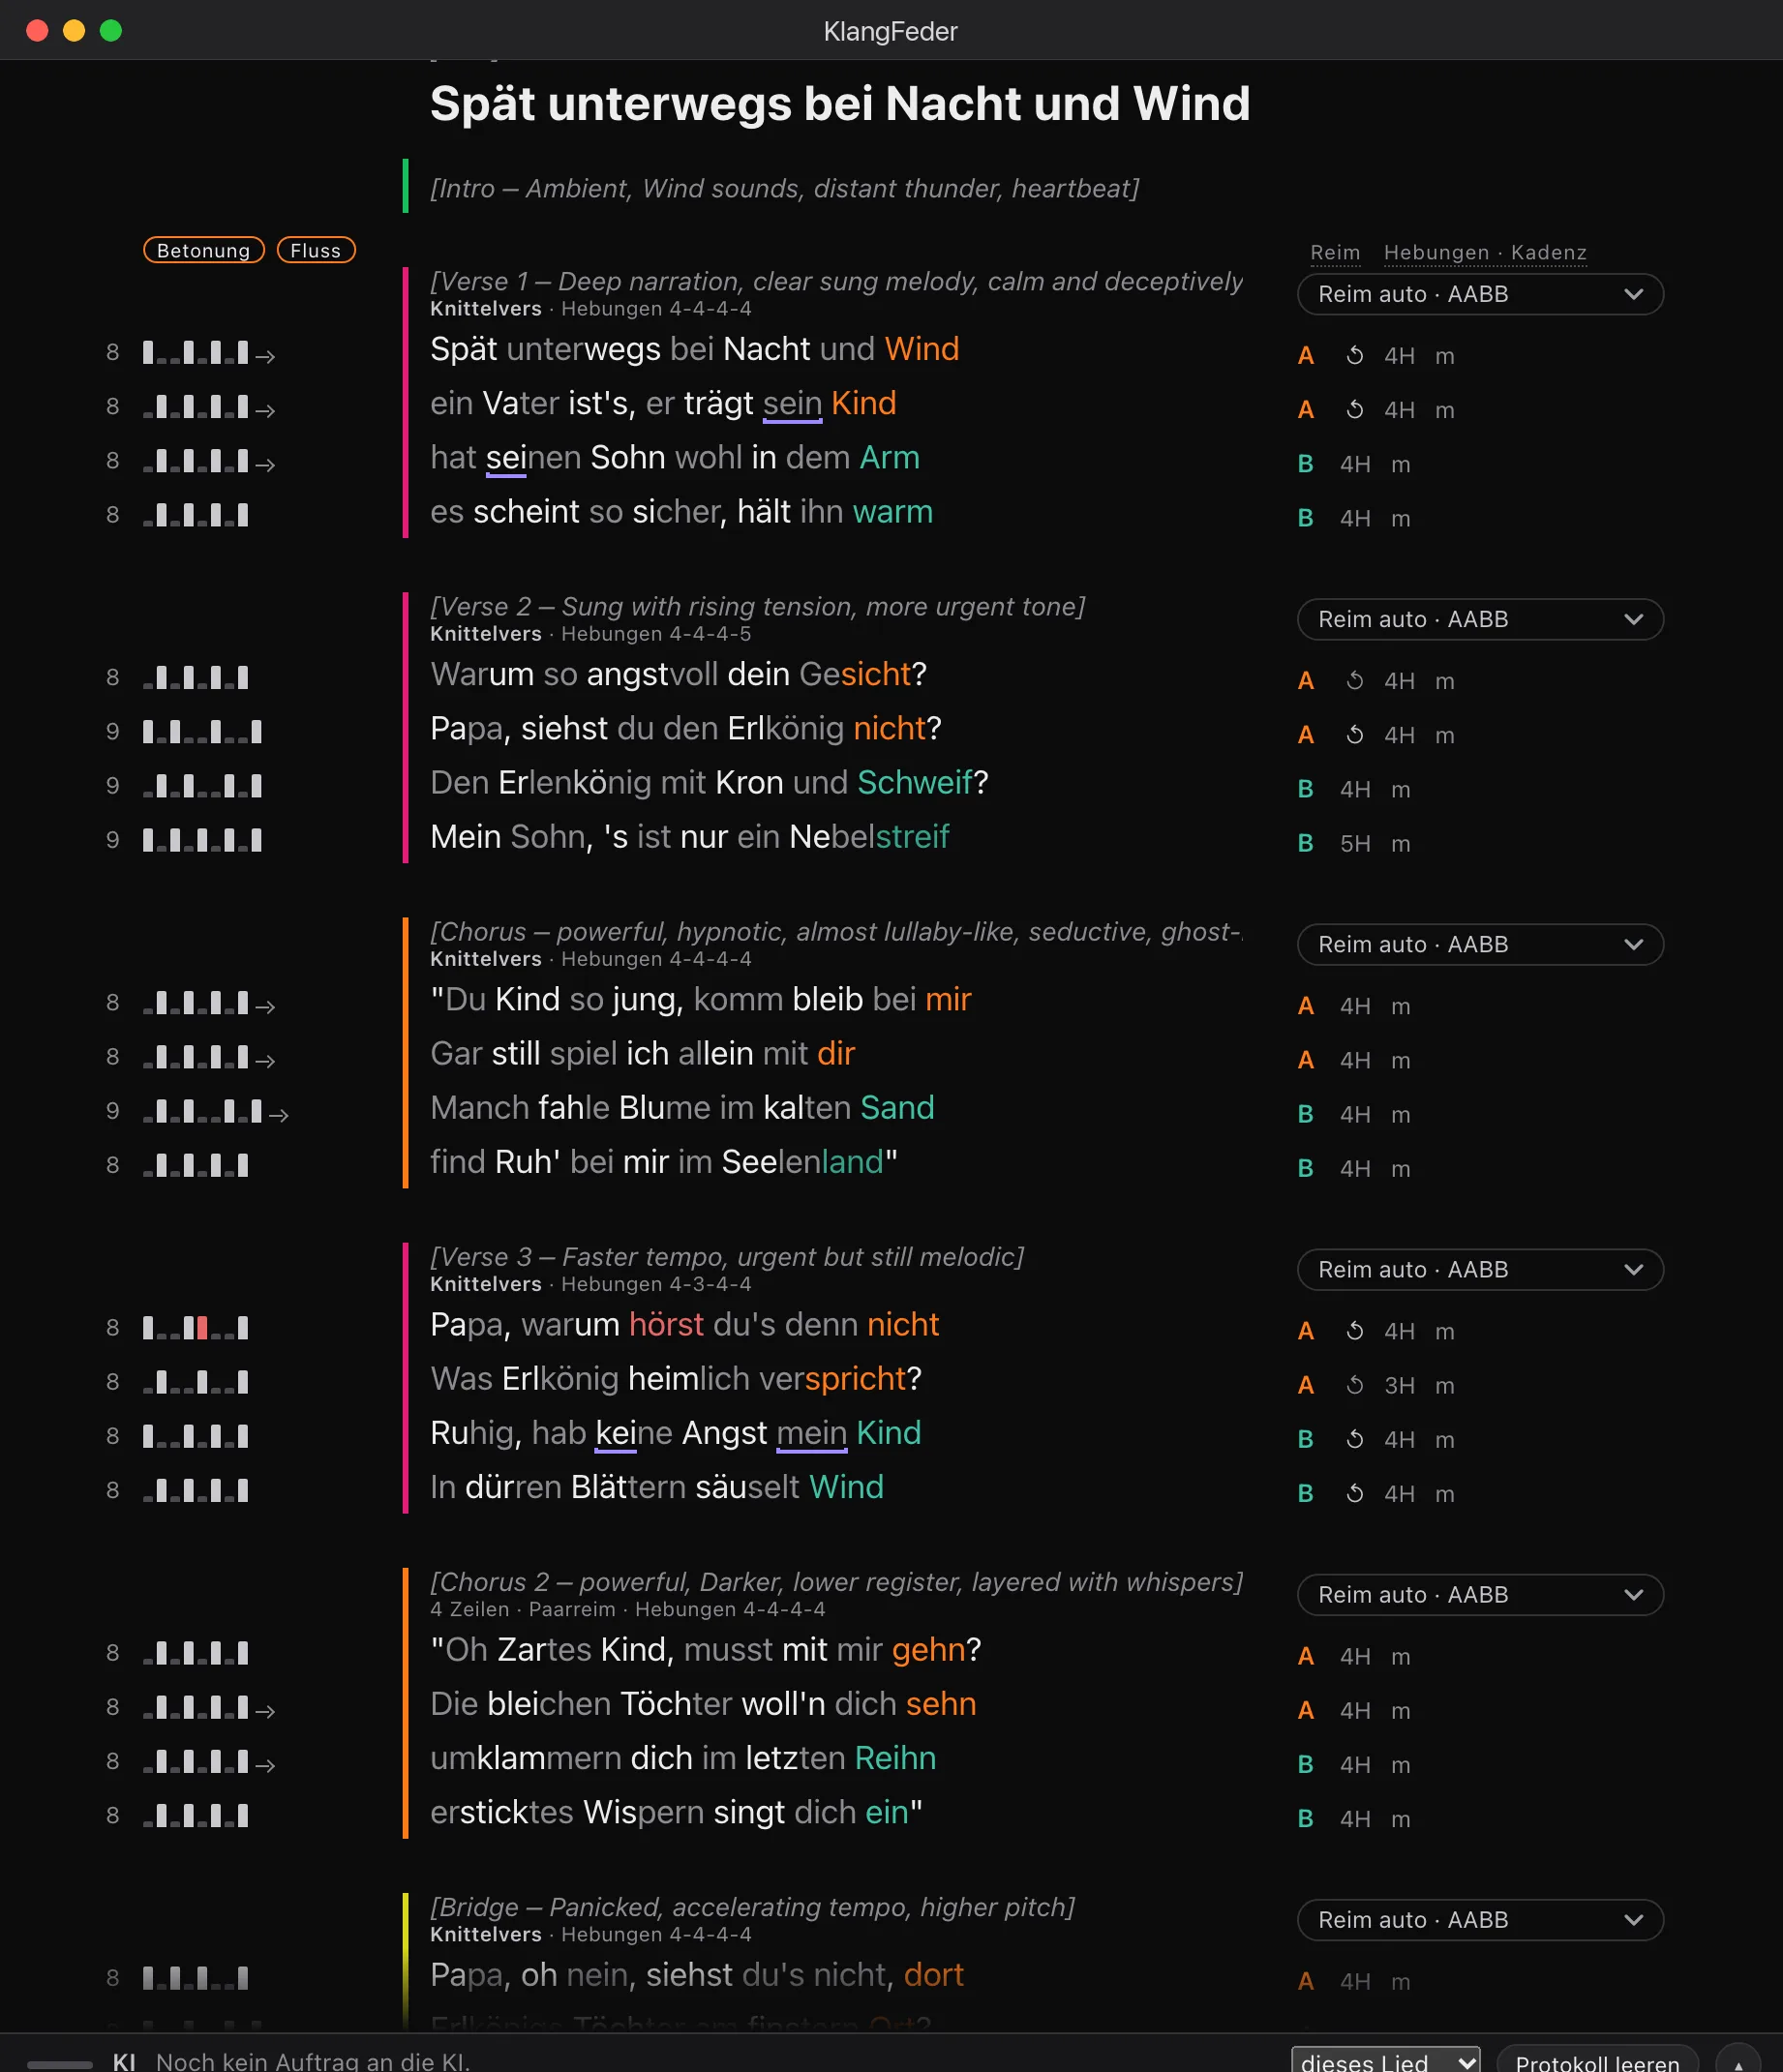 KlangFeder
Spät unterwegs bei Nacht und Wind
[Intro – Ambient, Wind sounds, distant thunder, heartbeat]
Betonung Fluss
Reim Hebungen · Kadenz
[Verse 1 – Deep narration, clear sung melody, calm and deceptively
Reim auto · AABB
Knittelvers · Hebungen 4-4-4-4
8 → Spät unterwegs bei Nacht und Wind A 4H m
8 → ein Vater ist's, er trägt sein Kind A 4H m
8 → hat seinen Sohn wohl in dem Arm B 4H m
8 es scheint so sicher, hält ihn warm B 4H m
[Verse 2 – Sung with rising tension, more urgent tone]
Reim auto · AABB
Knittelvers · Hebungen 4-4-4-5
8 Warum so angstvoll dein Gesicht? A 4H m
9 Papa, siehst du den Erlkönig nicht? A 4H m
9 Den Erlenkönig mit Kron und Schweif? B 4H m
9 Mein Sohn, 's ist nur ein Nebelstreif B 5H m
[Chorus – powerful, hypnotic, almost lullaby-like, seductive, ghost-
Reim auto · AABB
Knittelvers · Hebungen 4-4-4-4
8 → "Du Kind so jung, komm bleib bei mir A 4H m
8 → Gar still spiel ich allein mit dir A 4H m
9 → Manch fahle Blume im kalten Sand B 4H m
8 find Ruh' bei mir im Seelenland" B 4H m
[Verse 3 – Faster tempo, urgent but still melodic]
Reim auto · AABB
Knittelvers · Hebungen 4-3-4-4
8 Papa, warum hörst du's denn nicht A 4H m
8 Was Erlkönig heimlich verspricht? A 3H m
8 Ruhig, hab keine Angst mein Kind B 4H m
8 In dürren Blättern säuselt Wind B 4H m
[Chorus 2 – powerful, Darker, lower register, layered with whispers]
Reim auto · AABB
4 Zeilen · Paarreim · Hebungen 4-4-4-4
8 "Oh Zartes Kind, musst mit mir gehn? A 4H m
8 → Die bleichen Töchter woll'n dich sehn A 4H m
8 → umklammern dich im letzten Reihn B 4H m
8 ersticktes Wispern singt dich ein" B 4H m
[Bridge – Panicked, accelerating tempo, higher pitch]
Reim auto · AABB
Knittelvers · Hebungen 4-4-4-4
8 Papa, oh nein, siehst du's nicht, dort A 4H m
Erlkönigs Töchter am finstern Ort?
KI Noch kein Auftrag an die KI. dieses Lied Protokoll leeren